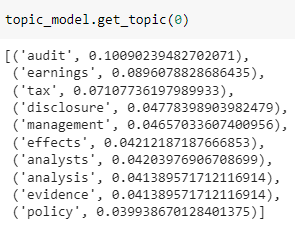 topic_model.get_topic(0)
[('audit', 0.10090239482702071),
('earnings', 0.0896078828686435),
('tax', 0.07107736197989933),
('disclosure', 0.04778398903982479),
('management', 0.04657033607400956),
('effects', 0.04212187187666853),
('analysts', 0.04203976906708699),
('analysis', 0.041389571712116914),
('evidence', 0.041389571712116914),
('policy', 0.039938670128401375)]